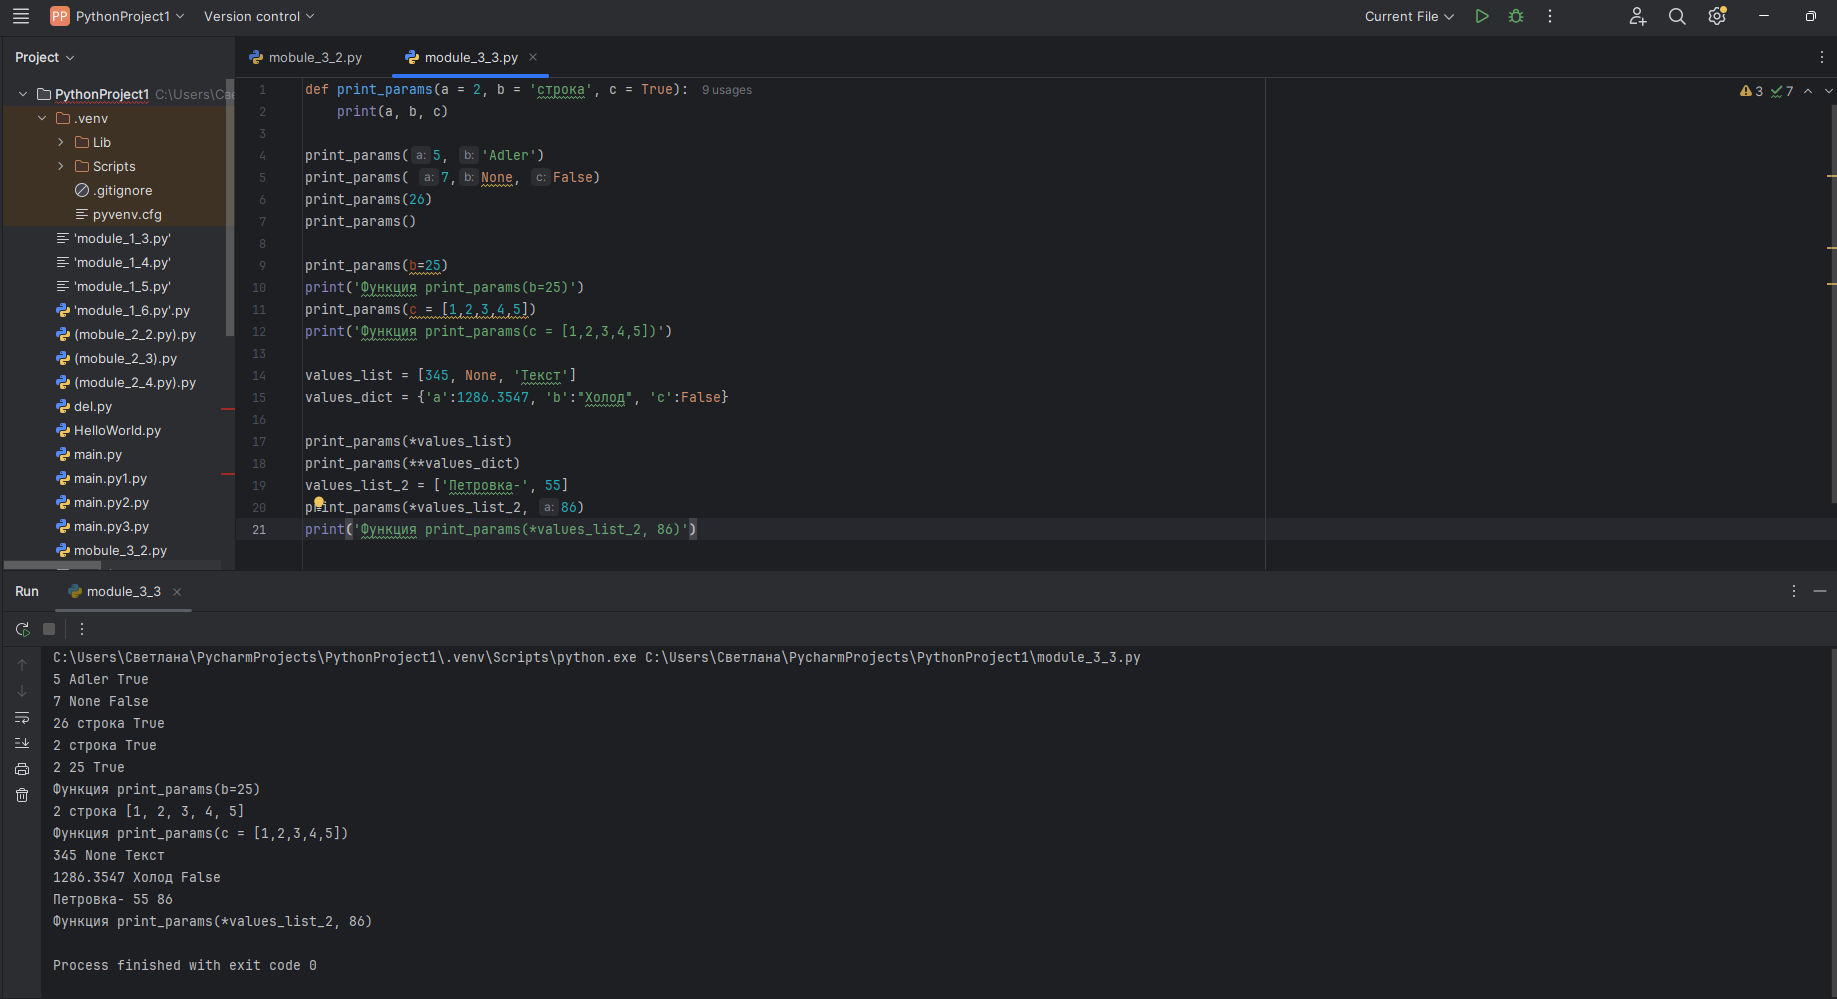 PP PythonProject1 Version control Current File
Project
mobule_3_2.py module_3_3.py
PythonProject1 C:\Users\Све
.venv
Lib
Scripts
.gitignore
pyvenv.cfg
'module_1_3.py'
'module_1_4.py'
'module_1_5.py'
'module_1_6.py'.py
(mobule_2_2.py).py
(mobule_2_3).py
(module_2_4.py).py
del.py
HelloWorld.py
main.py
main.py1.py
main.py2.py
main.py3.py
mobule_3_2.py
3 7
1 def print_params(a = 2, b = 'строка', c = True): 9 usages
2 print(a, b, c)
3
4 print_params(a: 5, b: 'Adler')
5 print_params( a: 7, b: None, c: False)
6 print_params(26)
7 print_params()
8
9 print_params(b=25)
10 print('Функция print_params(b=25)')
11 print_params(c = [1,2,3,4,5])
12 print('Функция print_params(c = [1,2,3,4,5])')
13
14 values_list = [345, None, 'Текст']
15 values_dict = {'a':1286.3547, 'b':"Холод", 'c':False}
16
17 print_params(*values_list)
18 print_params(**values_dict)
19 values_list_2 = ['Петровка-', 55]
20 print_params(*values_list_2, a: 86)
21 print('Функция print_params(*values_list_2, 86)')
Run module_3_3
C:\Users\Светлана\PycharmProjects\PythonProject1\.venv\Scripts\python.exe C:\Users\Светлана\PycharmProjects\PythonProject1\module_3_3.py
5 Adler True
7 None False
26 строка True
2 строка True
2 25 True
Функция print_params(b=25)
2 строка [1, 2, 3, 4, 5]
Функция print_params(c = [1,2,3,4,5])
345 None Текст
1286.3547 Холод False
Петровка- 55 86
Функция print_params(*values_list_2, 86)
Process finished with exit code 0